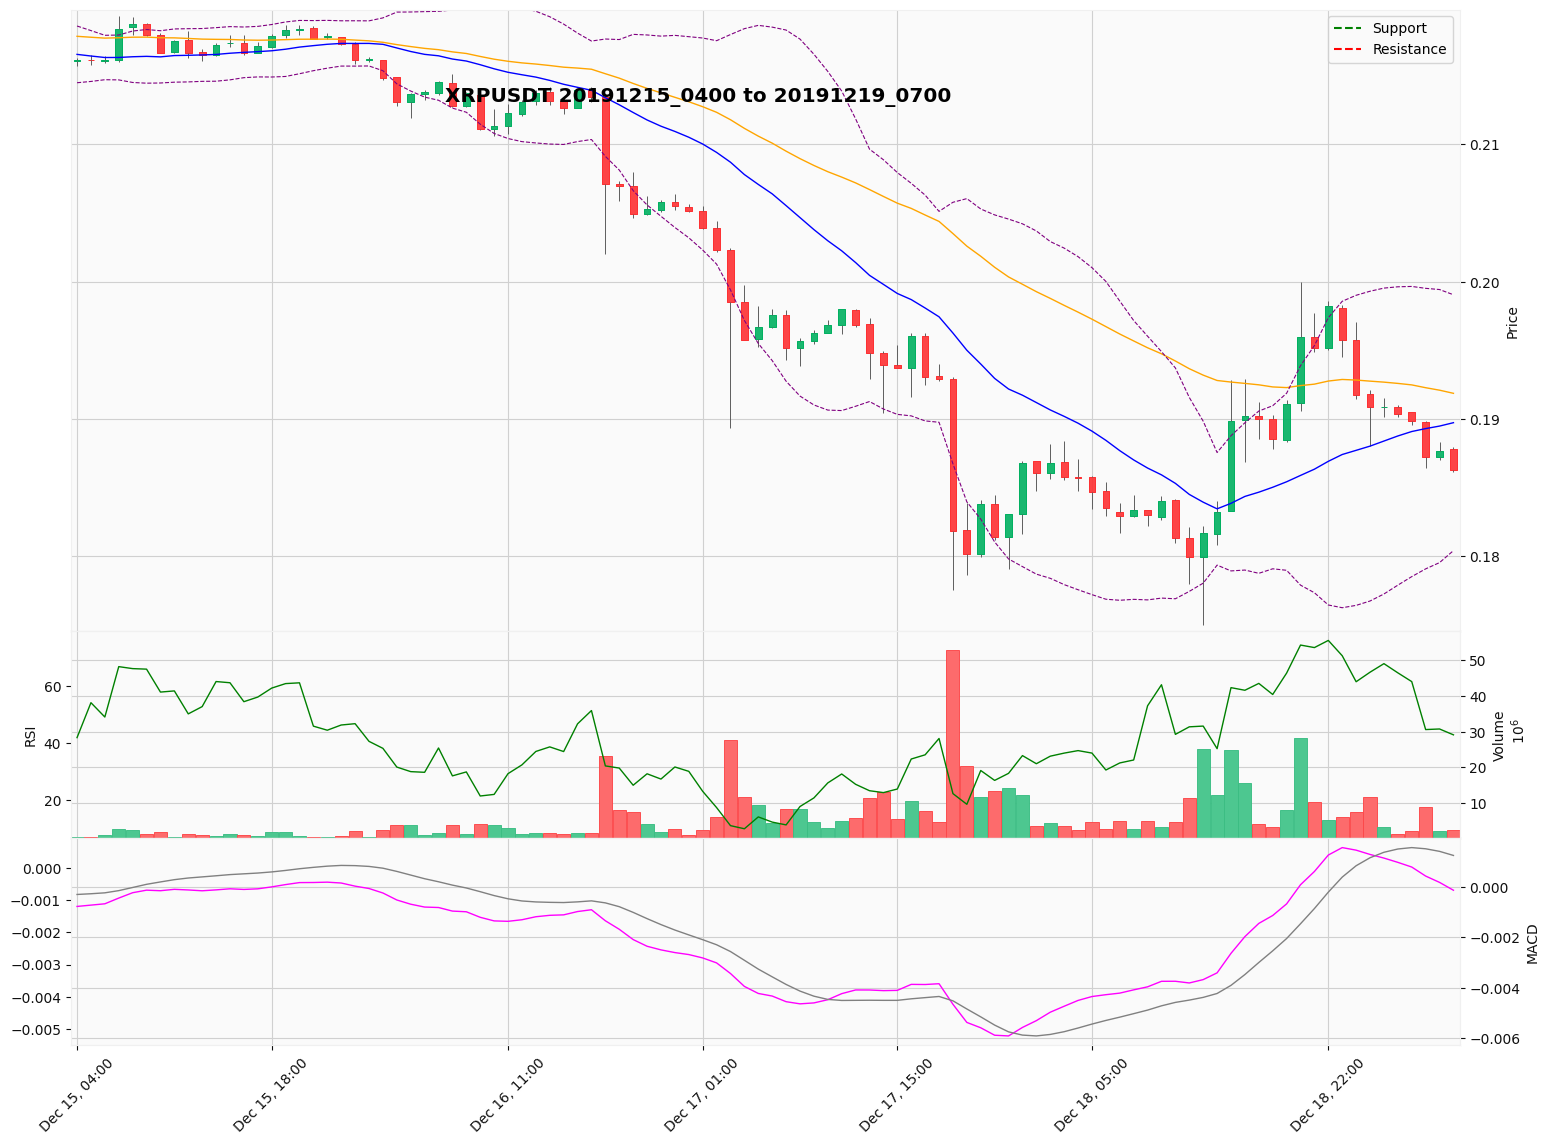 XRPUSDT 20191215_0400 to 20191219_0700
Support
Resistance
0.21
0.20
0.19
0.18
Price
60
40
20
RSI
50
40
30
20
10
Volume
10^6
0.000
−0.001
−0.002
−0.003
−0.004
−0.005
0.000
−0.002
−0.004
−0.006
MACD
Dec 15, 04:00
Dec 15, 18:00
Dec 16, 11:00
Dec 17, 01:00
Dec 17, 15:00
Dec 18, 05:00
Dec 18, 22:00